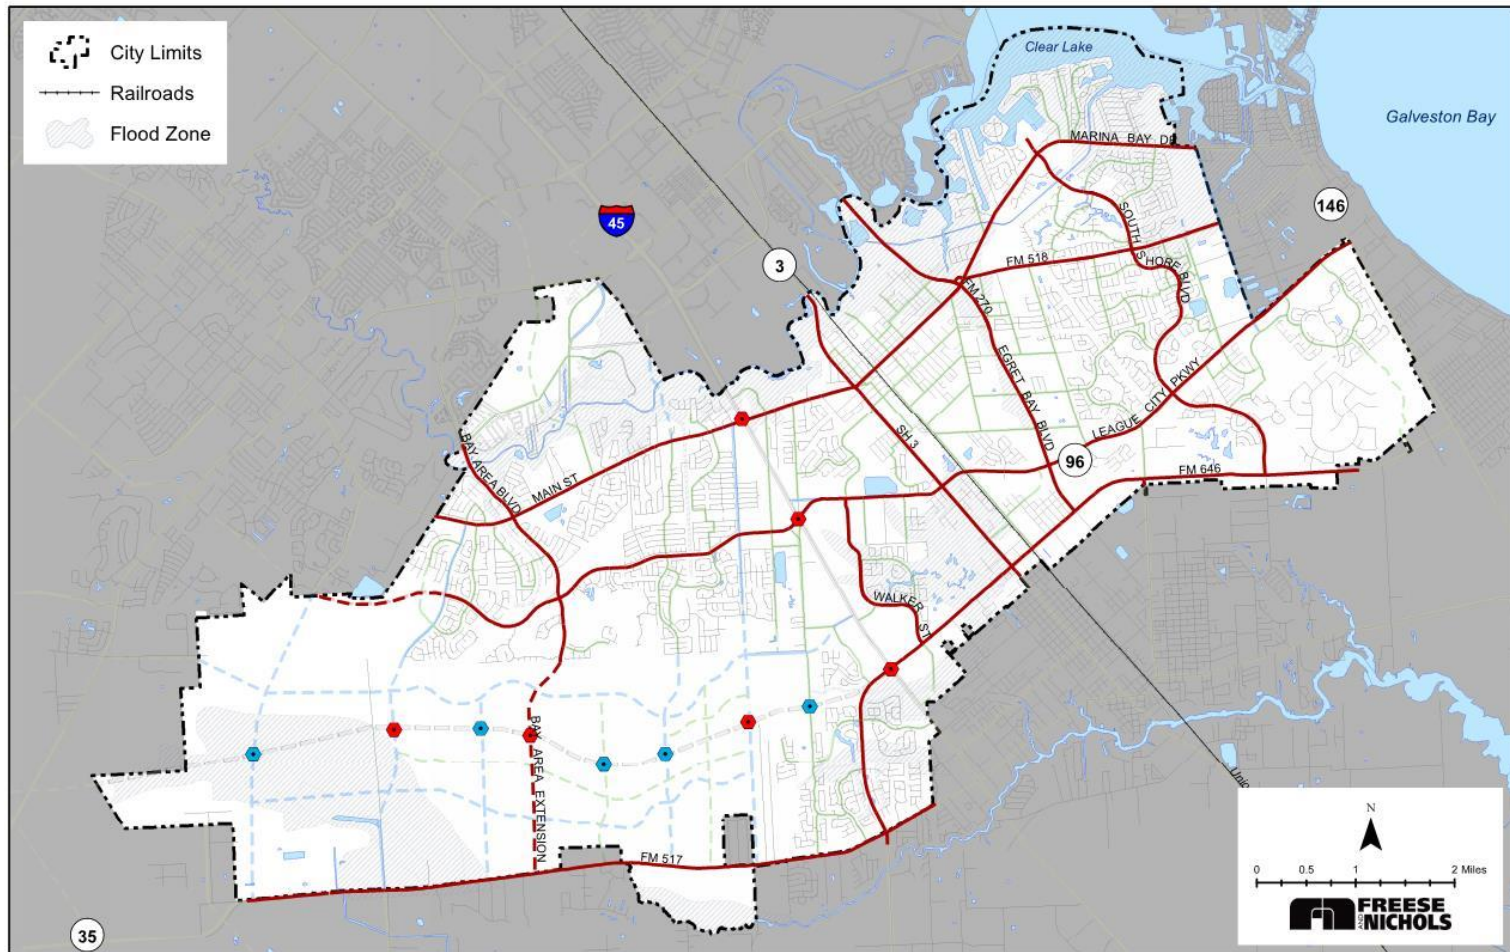 City Limits
Railroads
Flood Zone
Clear Lake
Galveston Bay
MARINA BAY DR
146
45
SOUTH SHORE BLVD
3
FM 518
FM 270
EGRET BAY BLVD
LEAGUE CITY PKWY
SH 3
96
BAY AREA BLVD
MAIN ST
FM 646
WALKER ST
BAY AREA EXTENSION
FM 517
N
0 0.5 1 2 Miles
FREESE
AND
NICHOLS
35